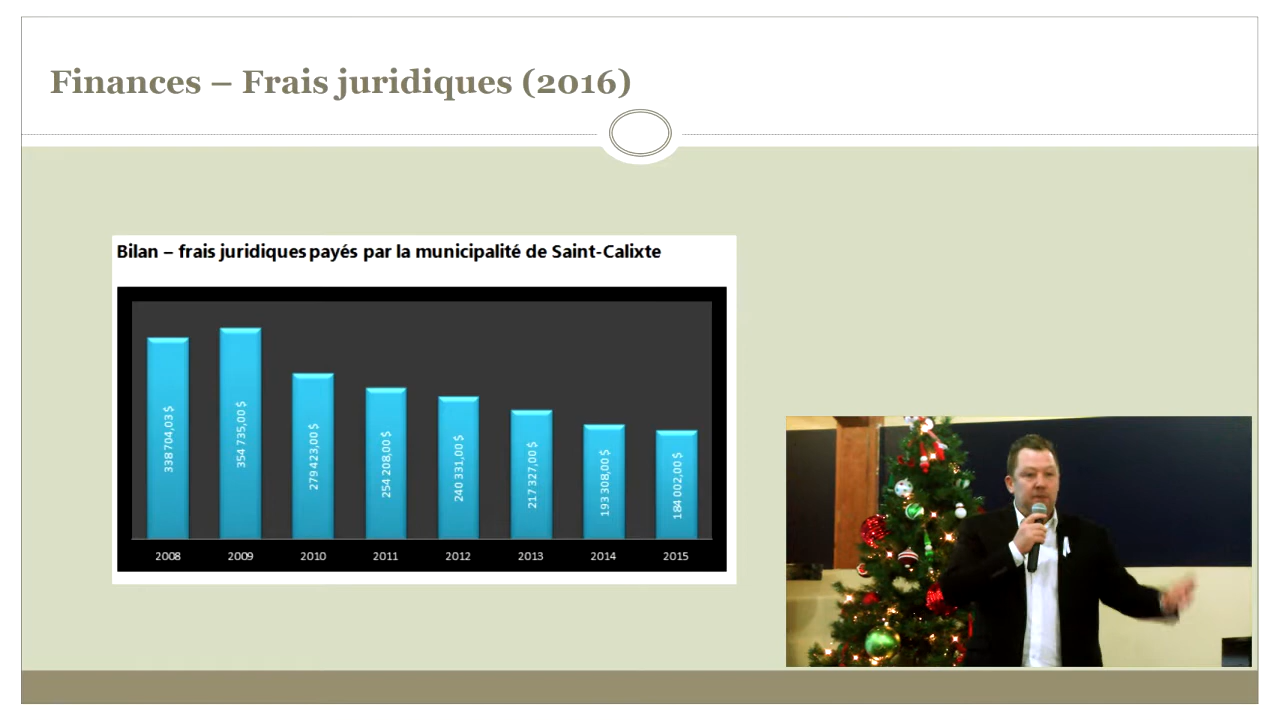 Finances – Frais juridiques (2016)
Bilan – frais juridiques payés par la municipalité de Saint-Calixte
338 704,03 $
354 735,00 $
279 423,00 $
254 208,00 $
240 331,00 $
217 327,00 $
193 308,00 $
184 002,00 $
2008 2009 2010 2011 2012 2013 2014 2015